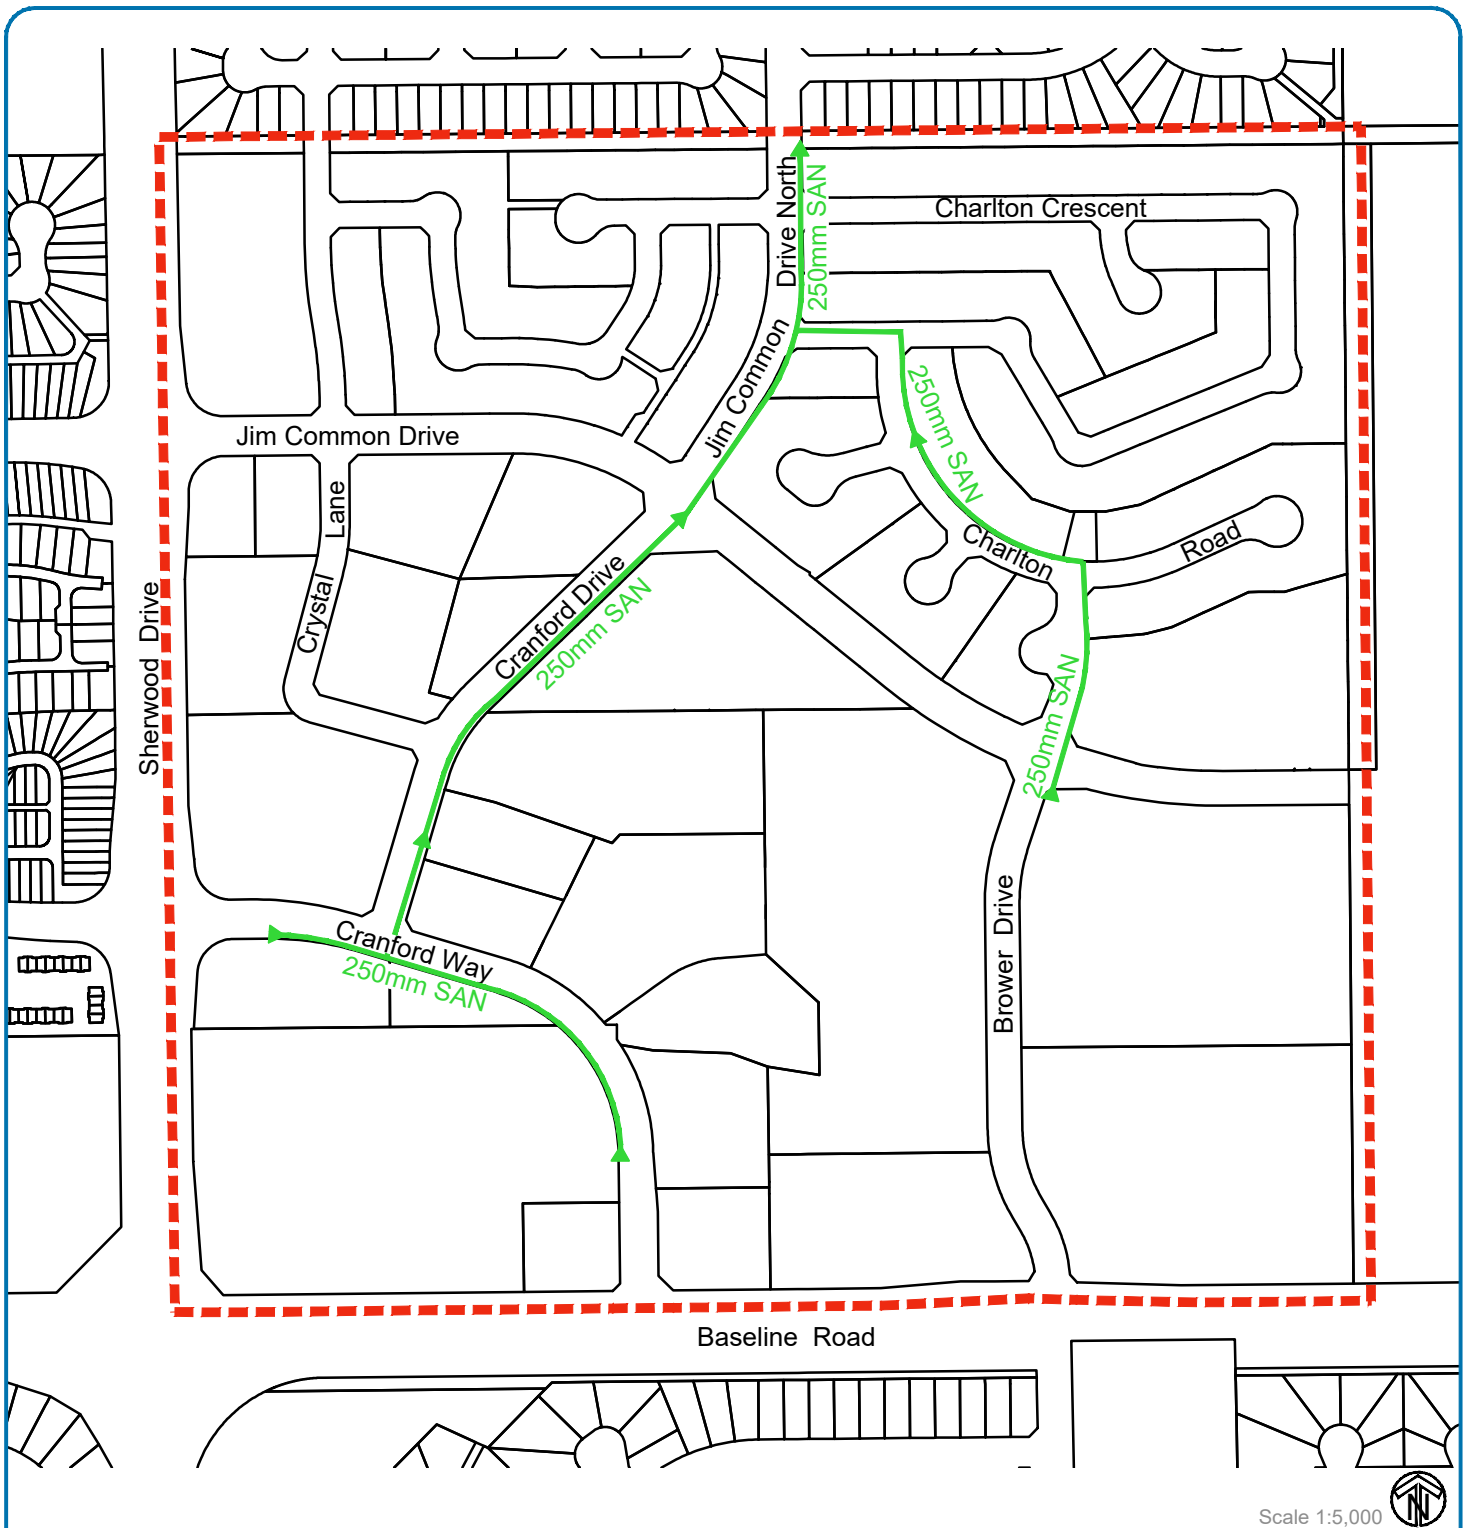 Drive North
250mm SAN
Charlton Crescent
Jim Common
250mm SAN
Jim Common Drive
Lane
Charlton
Road
Cranford Drive
250mm SAN
Crystal
Sherwood Drive
250mm SAN
Cranford Way
250mm SAN
Brower Drive
Baseline Road
Scale 1:5,000
N